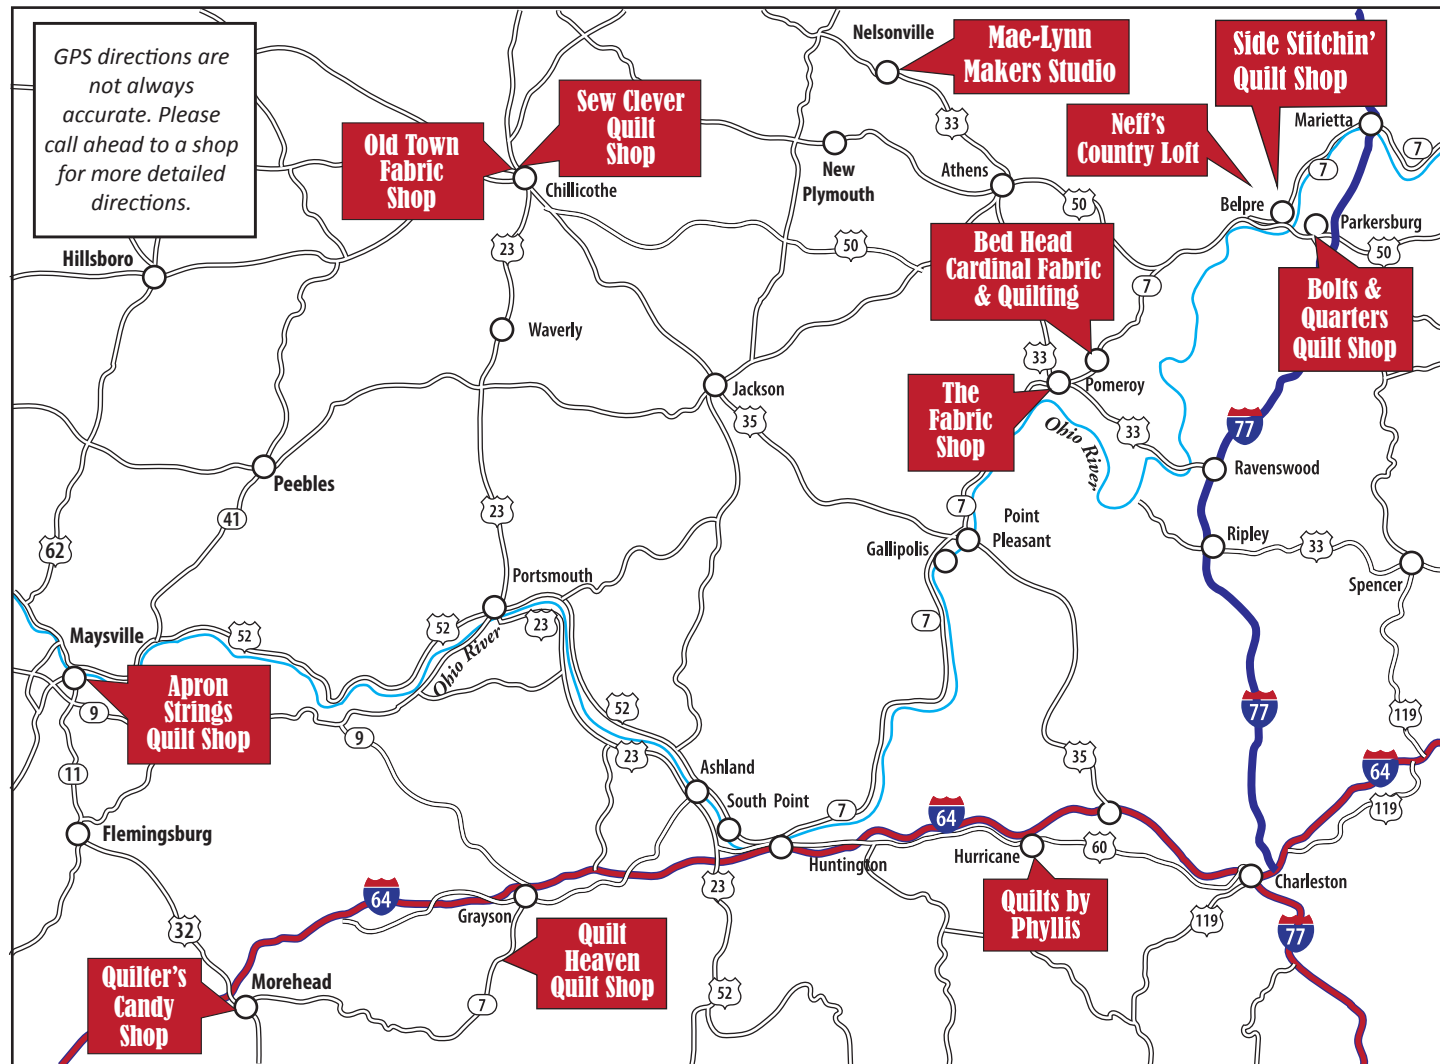 GPS directions are
not always
accurate. Please
call ahead to a shop
for more detailed
directions.
Nelsonville
Mae-Lynn
Makers Studio
Side Stitchin’
Quilt Shop
Sew Clever
Quilt
Shop
Old Town
Fabric
Shop
Neff’s
Country Loft
Marietta
7
7
33
New
Plymouth
Athens
Chillicothe
50
Belpre
Parkersburg
50
23
50
Bed Head
Cardinal Fabric
& Quilting
Hillsboro
7
Bolts &
Quarters
Quilt Shop
Waverly
33
Jackson
Pomeroy
The
Fabric
Shop
35
33
77
Ohio River
Ravenswood
Peebles
41
23
7
Point
Pleasant
Gallipolis
Ripley
33
62
Spencer
Portsmouth
Maysville
52
52
23
7
Ohio River
Apron
Strings
Quilt Shop
9
9
52
23
77
119
35
11
Ashland
64
South Point
7
64
119
Flemingsburg
Huntington
Hurricane
60
Charleston
64
Grayson
23
Quilts by
Phyllis
119
32
77
Quilt
Heaven
Quilt Shop
Quilter’s
Candy
Shop
Morehead
7
52